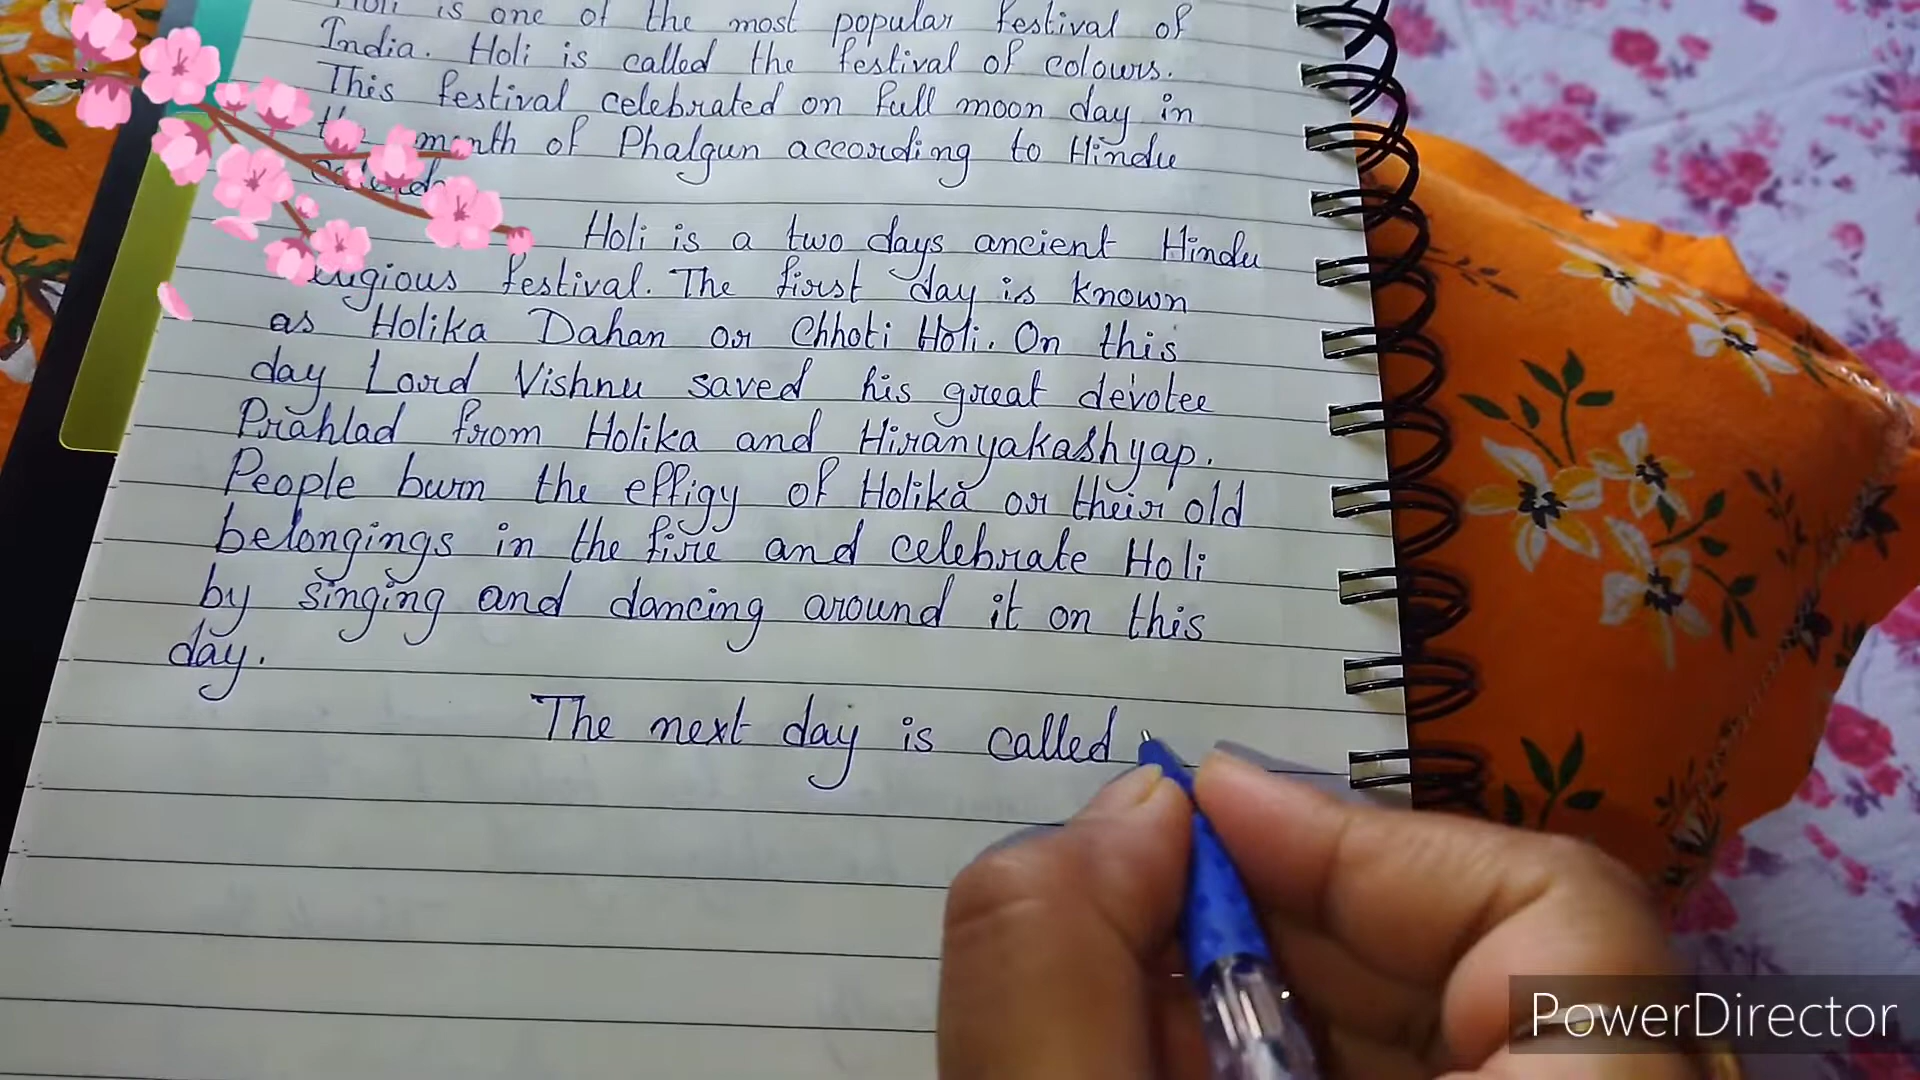 Holi is one of the most popular festival of
India. Holi is called the festival of colours.
This festival celebrated on full moon day in
the month of Phalgun according to Hindu
Holi is a two days ancient Hindu
religious festival. The first day is known
as Holika Dahan or Chhoti Holi. On this
day Lord Vishnu saved his great devotee
Prahlad from Holika and Hiranyakashyap.
People burn the effigy of Holika or their old
belongings in the fire and celebrate Holi
by singing and dancing around it on this
day.
The next day is called
PowerDirector